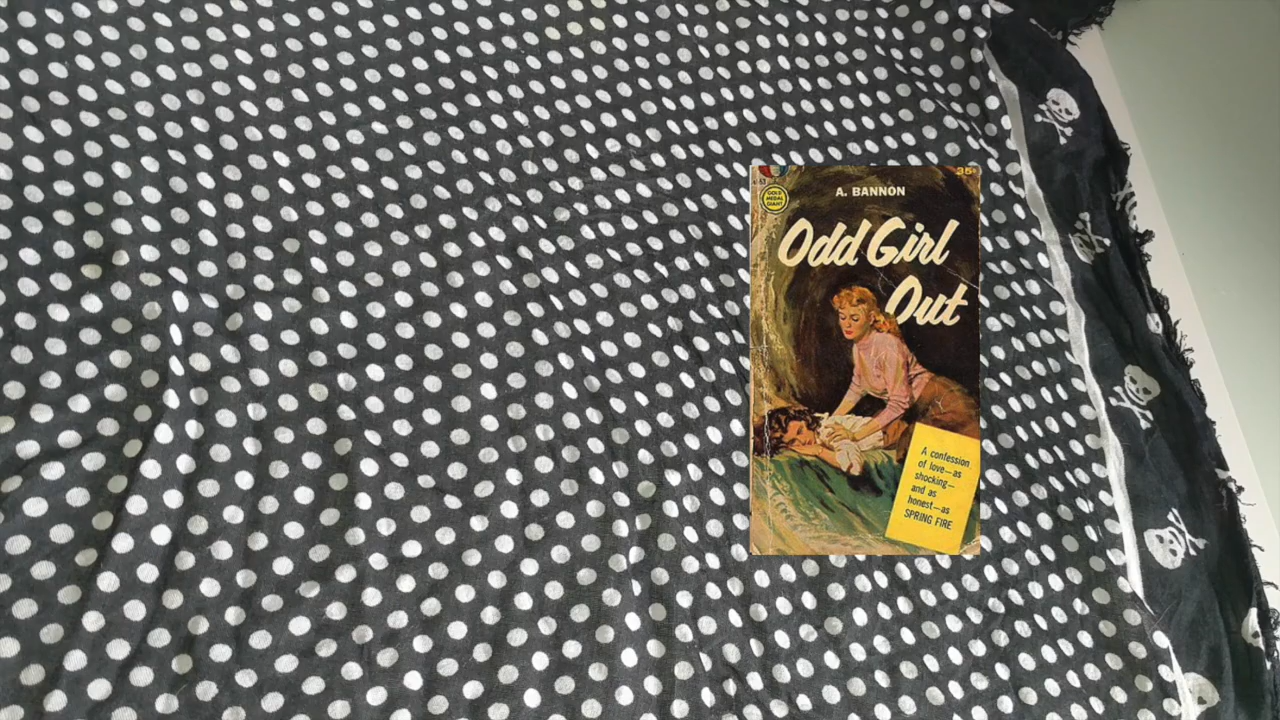 35¢
GOLD
MEDAL
GIANT
A. BANNON
Odd Girl
Out
A confession
of love—as
shocking—
and as
honest—as
SPRING FIRE